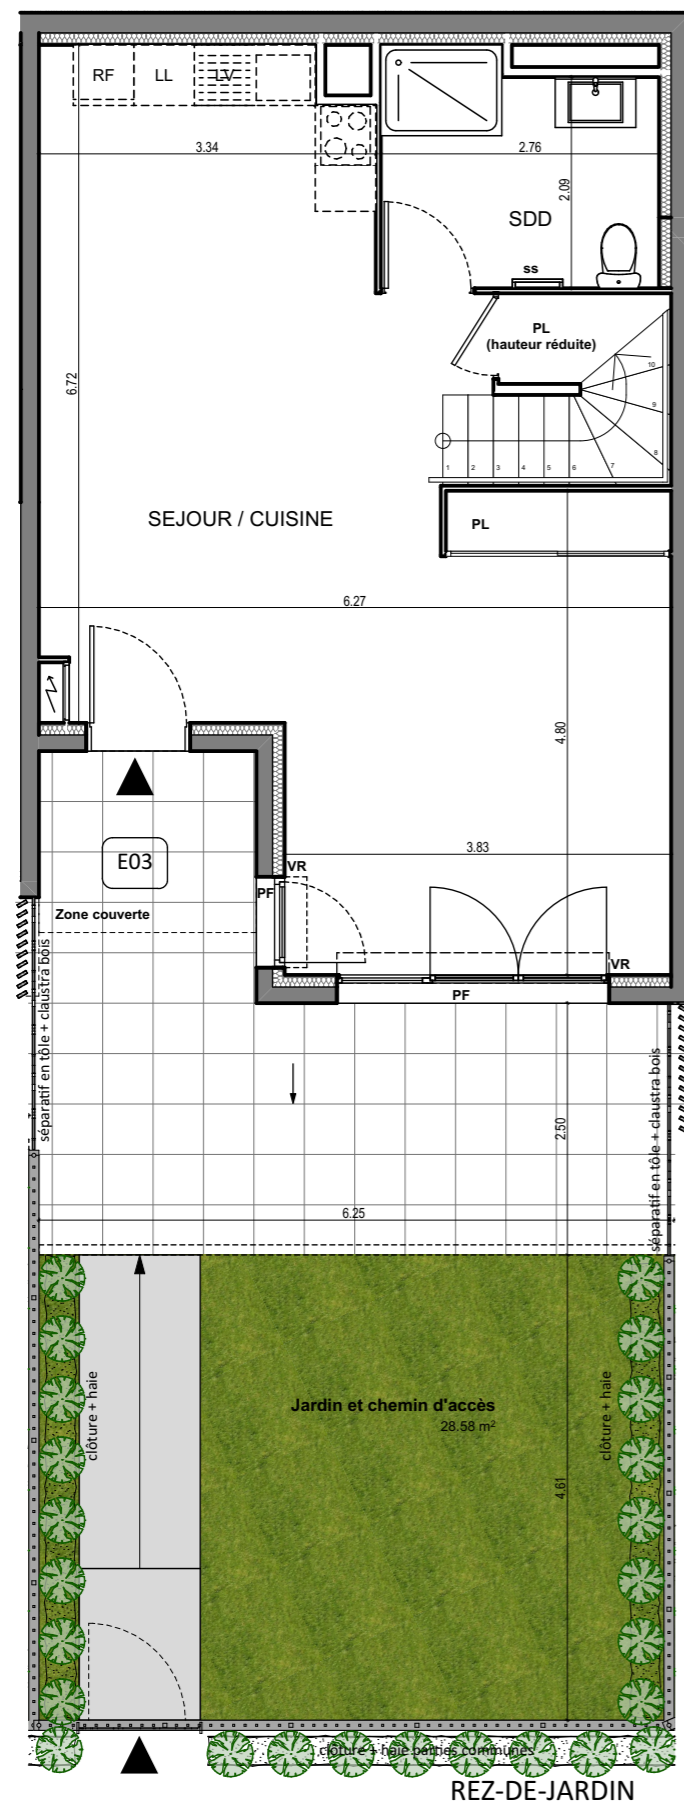 RF
LL
LV
3.34
2.76
2.09
SDD
ss
PL
(hauteur réduite)
6.72
10
9
8
7
1 2 3 4 5 6
SEJOUR / CUISINE
PL
6.27
4.80
3.83
E03
VR
PF
Zone couverte
VR
PF
séparatif en tôle + claustra bois
séparatif en tôle + claustra bois
2.50
6.25
clôture + haie
clôture + haie
Jardin et chemin d'accès
28.58 m²
4.61
clôture + haie parties communes
REZ-DE-JARDIN